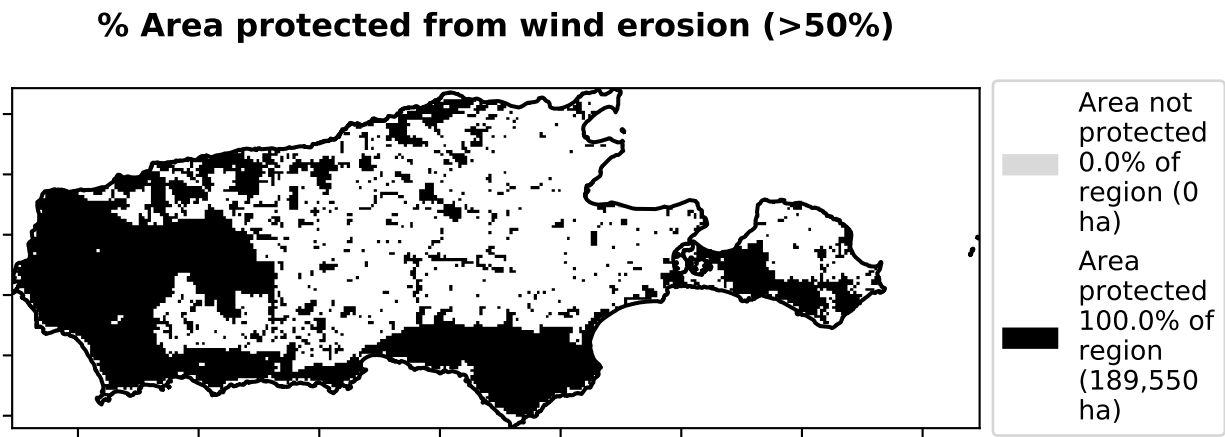 % Area protected from wind erosion (>50%)
Area not
protected
0.0% of
region (0
ha)
Area
protected
100.0% of
region
(189,550
ha)